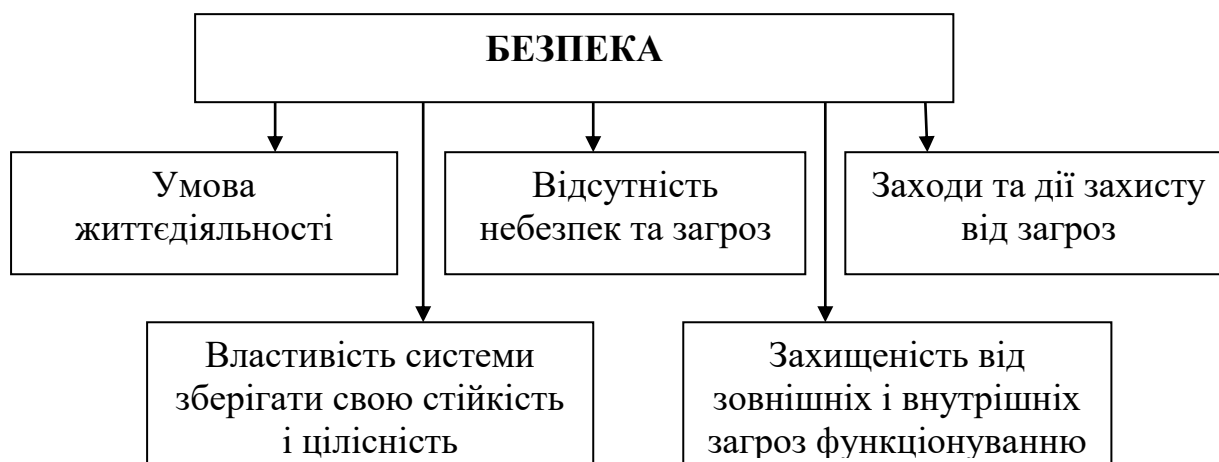 БЕЗПЕКА
Умова
життєдіяльності
Відсутність
небезпек та загроз
Заходи та дії захисту
від загроз
Властивість системи
зберігати свою стійкість
і цілісність
Захищеність від
зовнішніх і внутрішніх
загроз функціонуванню